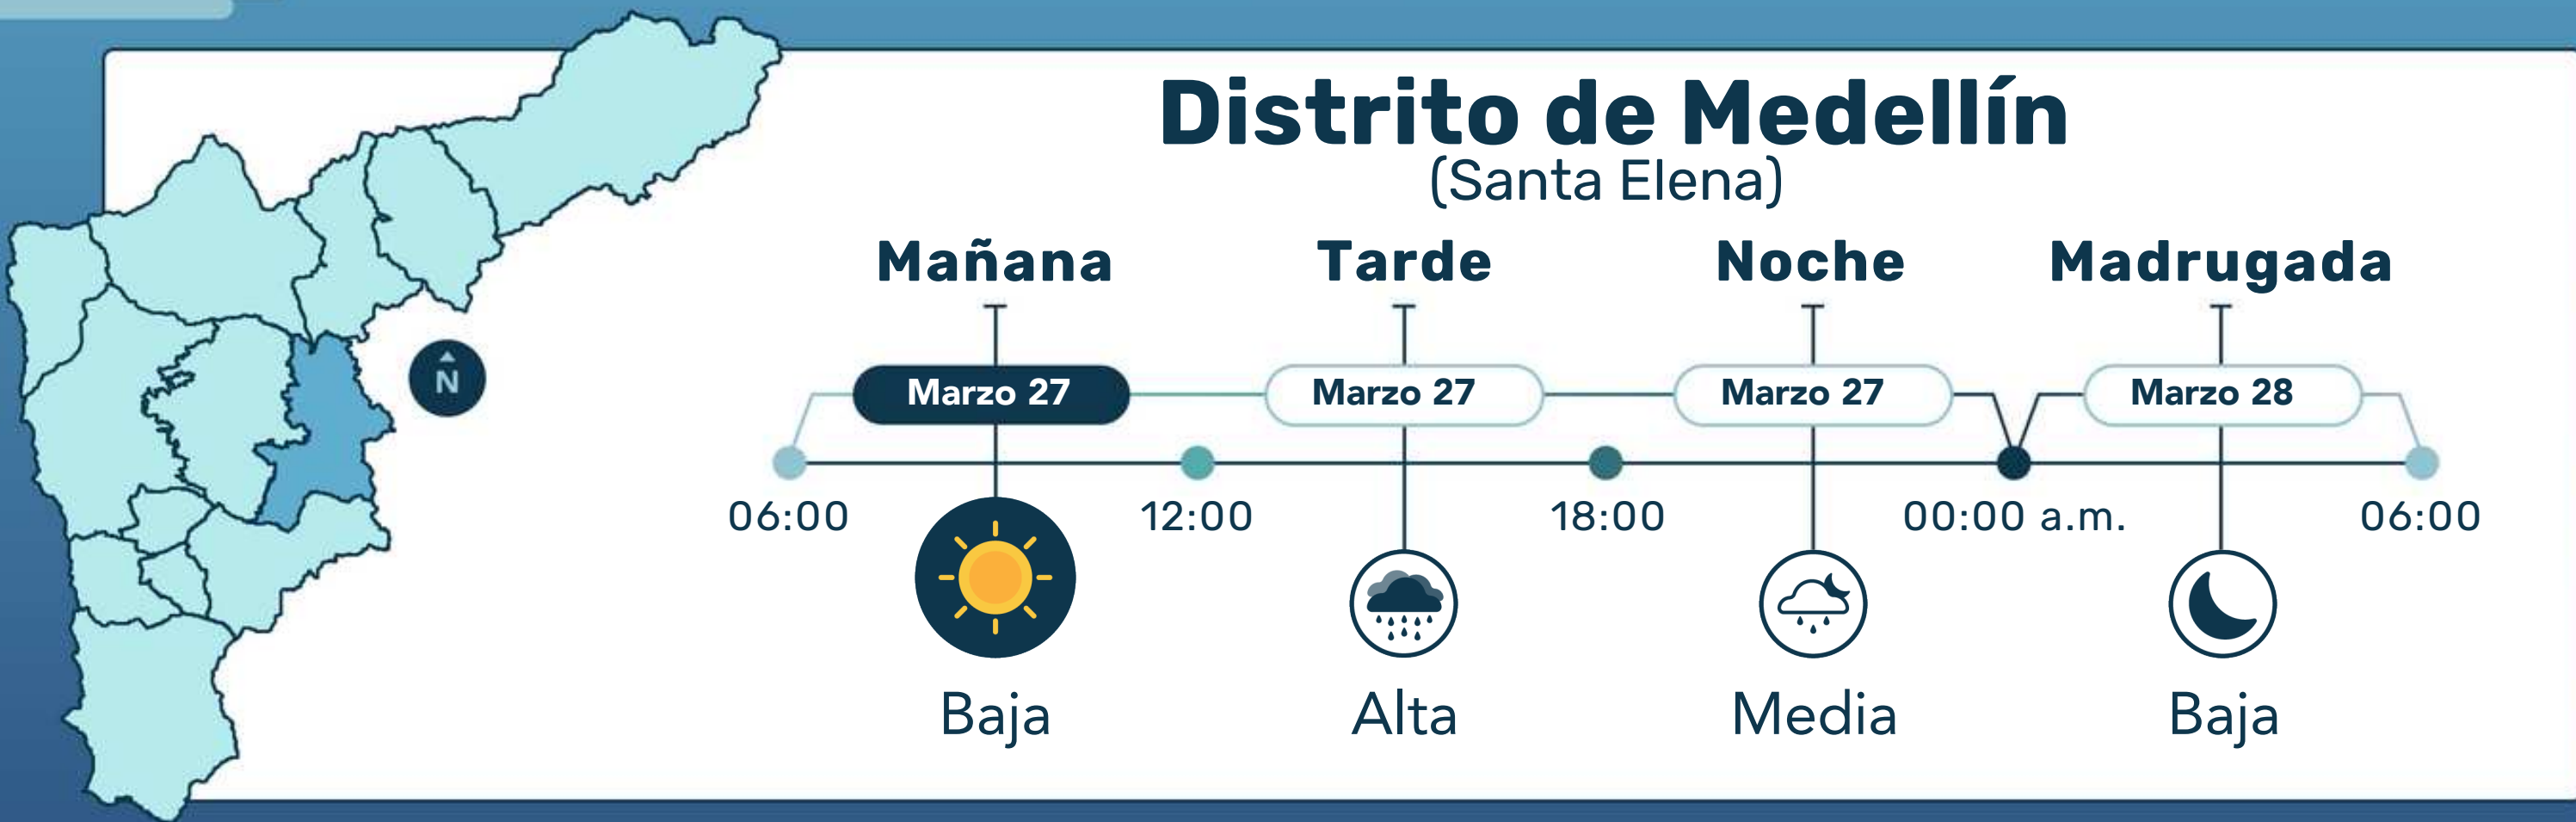 Distrito de Medellín
(Santa Elena)
Mañana Tarde Noche Madrugada
Marzo 27 Marzo 27 Marzo 27 Marzo 28
N
06:00 12:00 18:00 00:00 a.m. 06:00
Baja Alta Media Baja